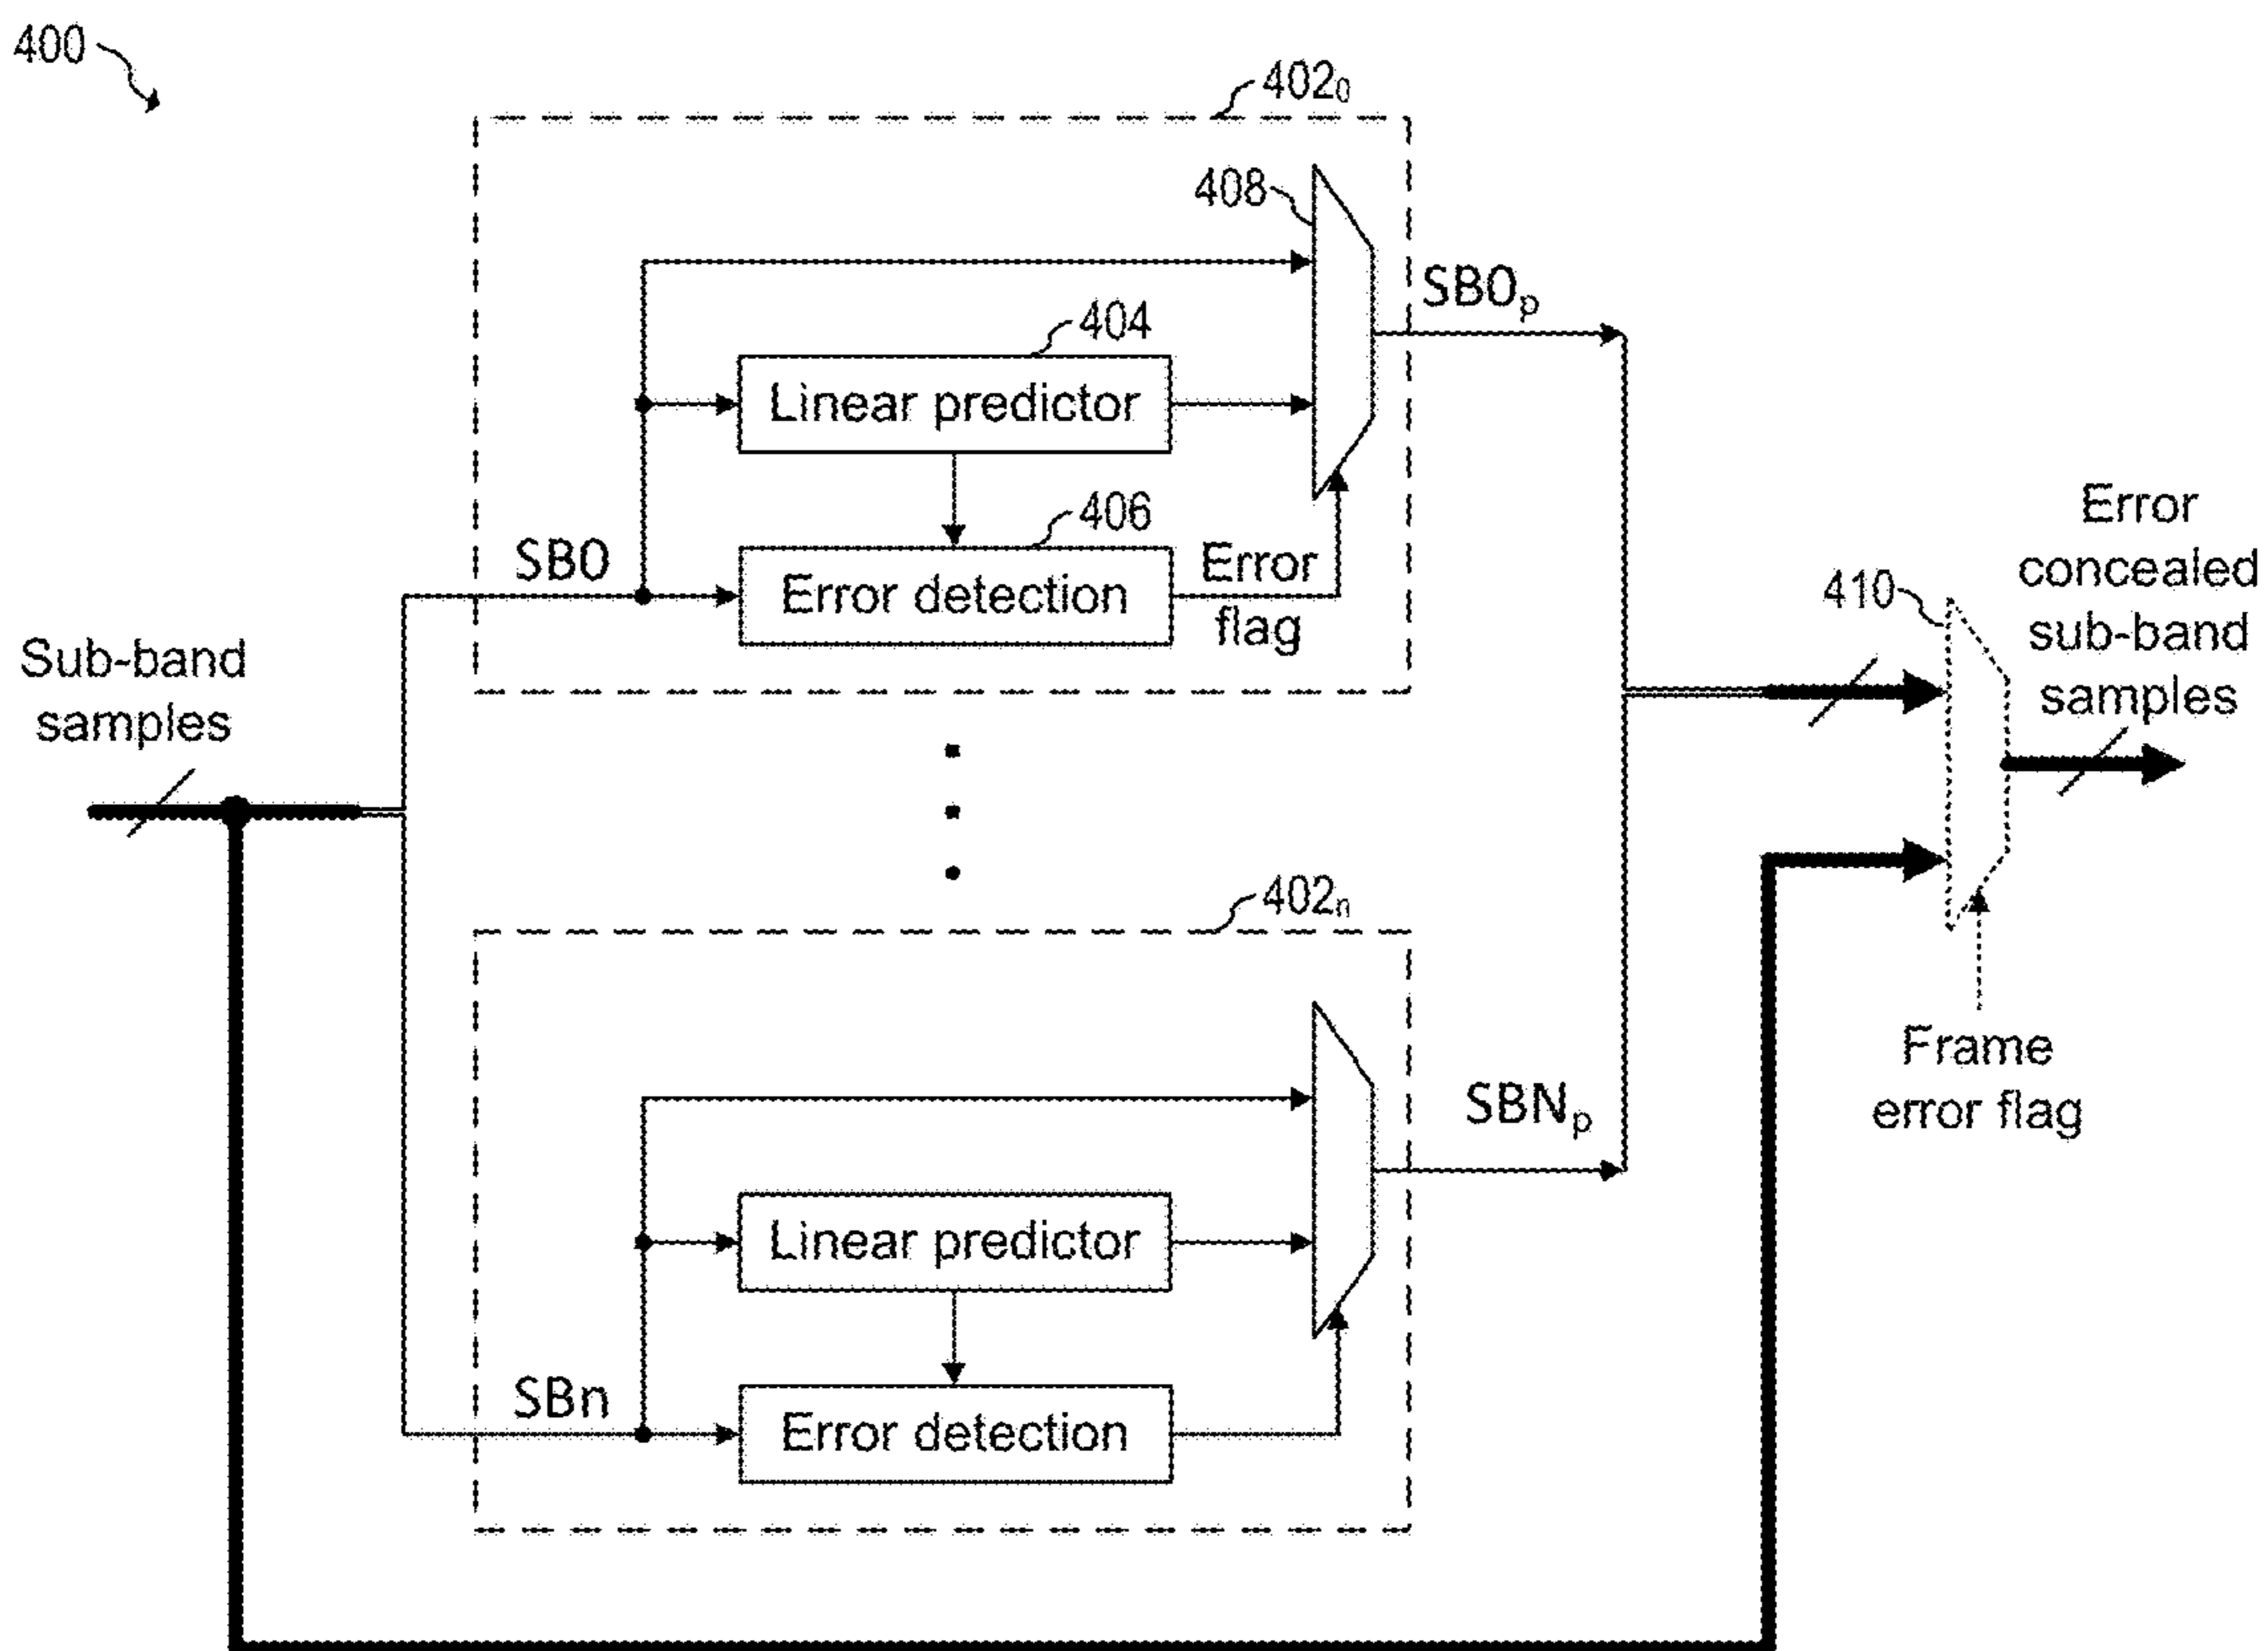 400
402₀
408
SB0ₚ
404
Linear predictor
406
SB0
Error detection
Error
flag
Sub-band
samples
410
Error
concealed
sub-band
samples
402ₙ
SBNₚ
Frame
error flag
Linear predictor
SBn
Error detection